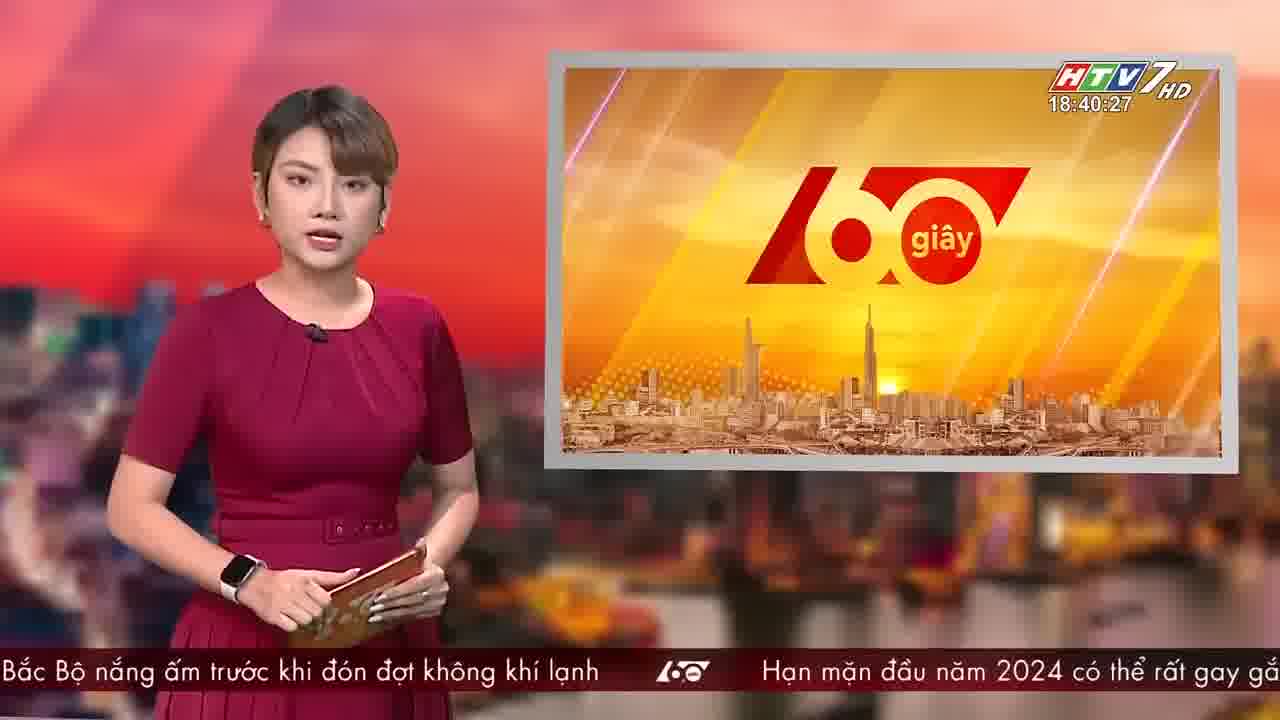 HTV7 HD
18:40:27
60 giây
Bắc Bộ nắng ấm trước khi đón đợt không khí lạnh
60
Hạn mặn đầu năm 2024 có thể rất gay gắ